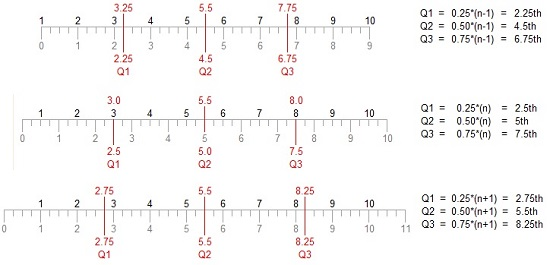 3.25 5.5 7.75
1 2 3 4 5 6 7 8 9 10
0 1 2 3 4 5 6 7 8 9
2.25 4.5 6.75
Q1 Q2 Q3
Q1 = 0.25*(n-1) = 2.25th
Q2 = 0.50*(n-1) = 4.5th
Q3 = 0.75*(n-1) = 6.75th
3.0 5.5 8.0
1 2 3 4 5 6 7 8 9 10
0 1 2 3 4 5 6 7 8 9 10
2.5 5.0 7.5
Q1 Q2 Q3
Q1 = 0.25*(n) = 2.5th
Q2 = 0.50*(n) = 5th
Q3 = 0.75*(n) = 7.5th
2.75 5.5 8.25
1 2 3 4 5 6 7 8 9 10
0 1 2 3 4 5 6 7 8 9 10 11
2.75 5.5 8.25
Q1 Q2 Q3
Q1 = 0.25*(n+1) = 2.75th
Q2 = 0.50*(n+1) = 5.5th
Q3 = 0.75*(n+1) = 8.25th